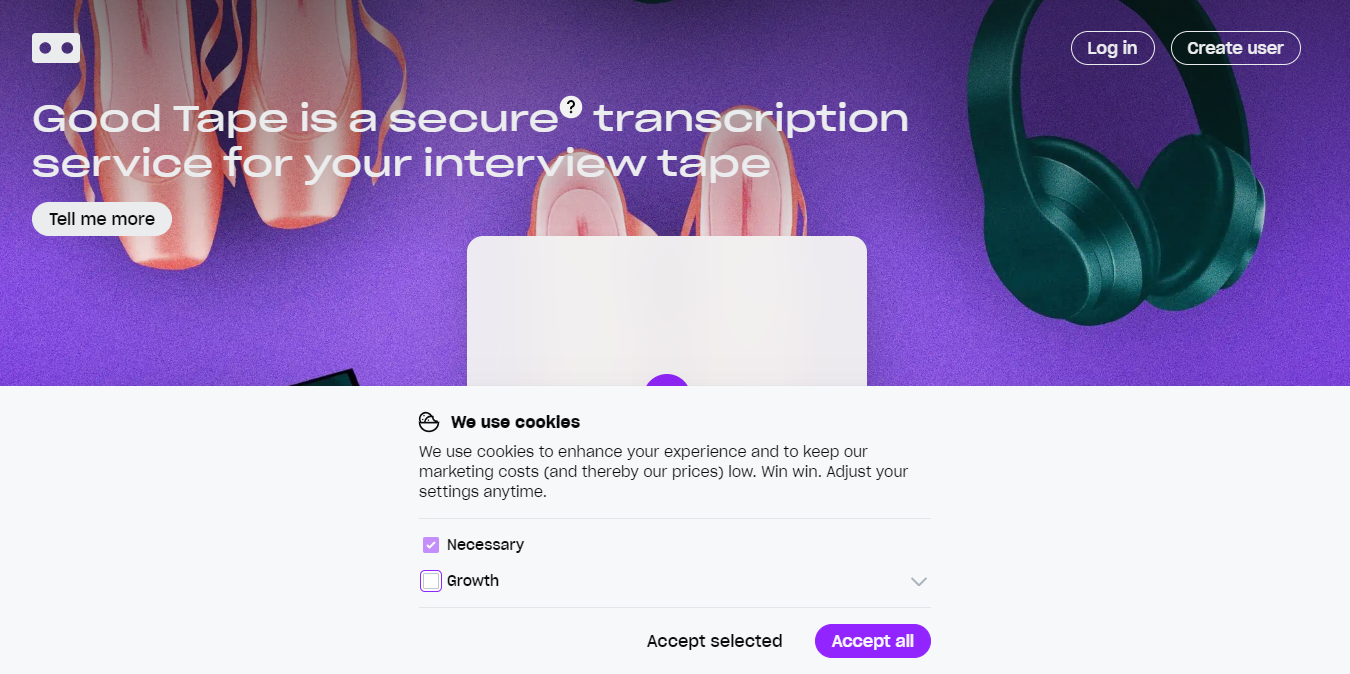 Log in
Create user
Good Tape is a secure? transcription
service for your interview tape
Tell me more
We use cookies
We use cookies to enhance your experience and to keep our
marketing costs (and thereby our prices) low. Win win. Adjust your
settings anytime.
Necessary
Growth
Accept selected
Accept all